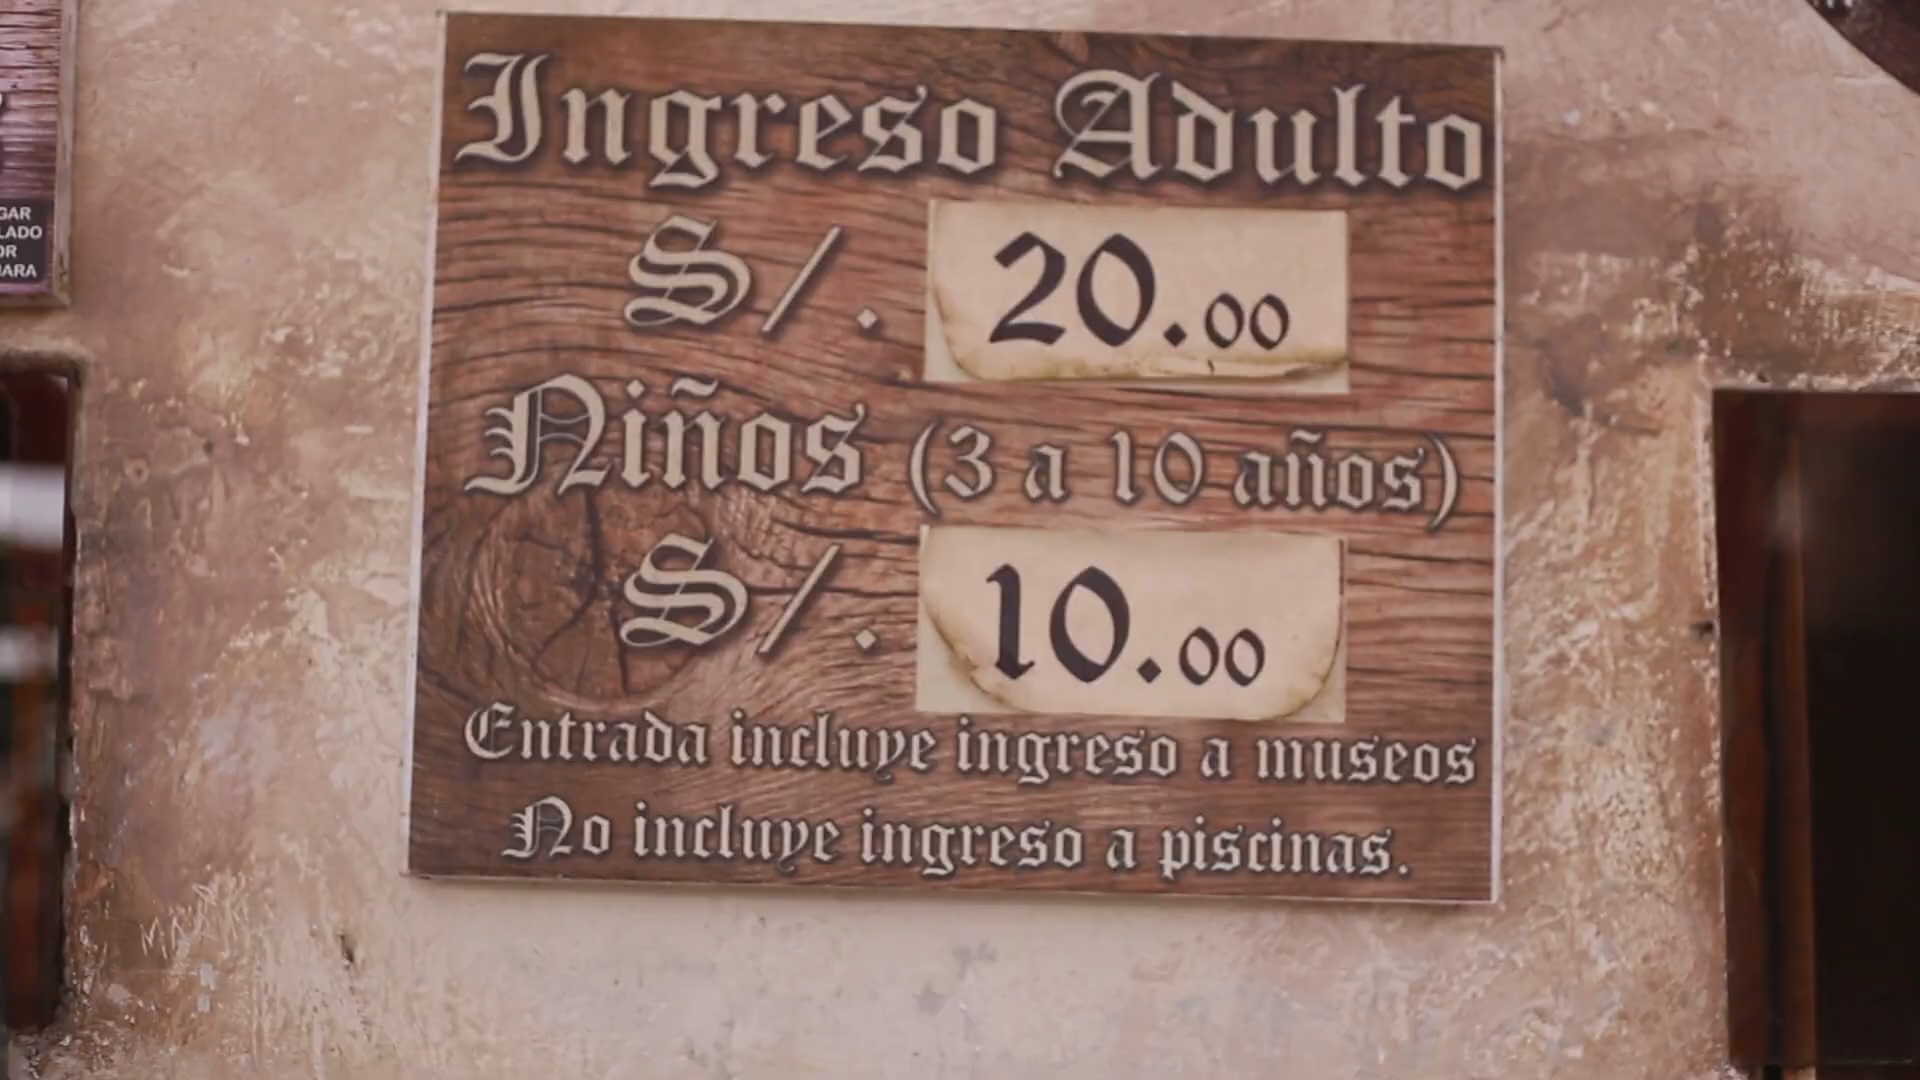 Ingreso Adulto
S/. 20.00
Niños (3 a 10 años)
S/. 10.00
Entrada incluye ingreso a museos
No incluye ingreso a piscinas.